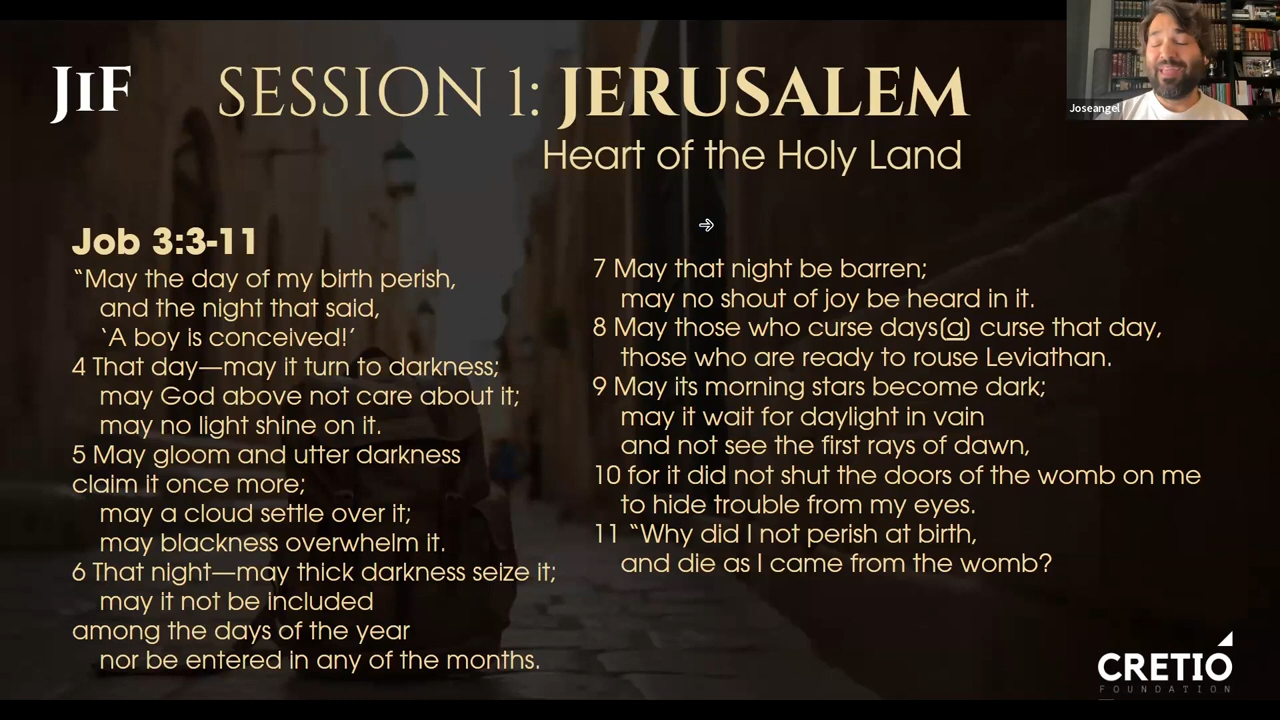 JIF
SESSION 1: JERUSALEM
Heart of the Holy Land
Joseangel
Job 3:3-11
“May the day of my birth perish,
and the night that said,
‘A boy is conceived!’
4 That day—may it turn to darkness;
may God above not care about it;
may no light shine on it.
5 May gloom and utter darkness
claim it once more;
may a cloud settle over it;
may blackness overwhelm it.
6 That night—may thick darkness seize it;
may it not be included
among the days of the year
nor be entered in any of the months.
7 May that night be barren;
may no shout of joy be heard in it.
8 May those who curse days[a] curse that day,
those who are ready to rouse Leviathan.
9 May its morning stars become dark;
may it wait for daylight in vain
and not see the first rays of dawn,
10 for it did not shut the doors of the womb on me
to hide trouble from my eyes.
11 “Why did I not perish at birth,
and die as I came from the womb?
CRETIO
FOUNDATION